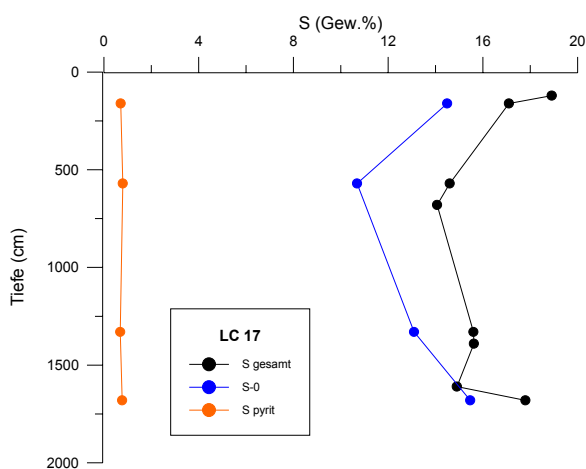 S (Gew.%)
0 4 8 12 16 20
0
500
1000
1500
2000
Tiefe (cm)
LC 17
S gesamt
S-0
S pyrit